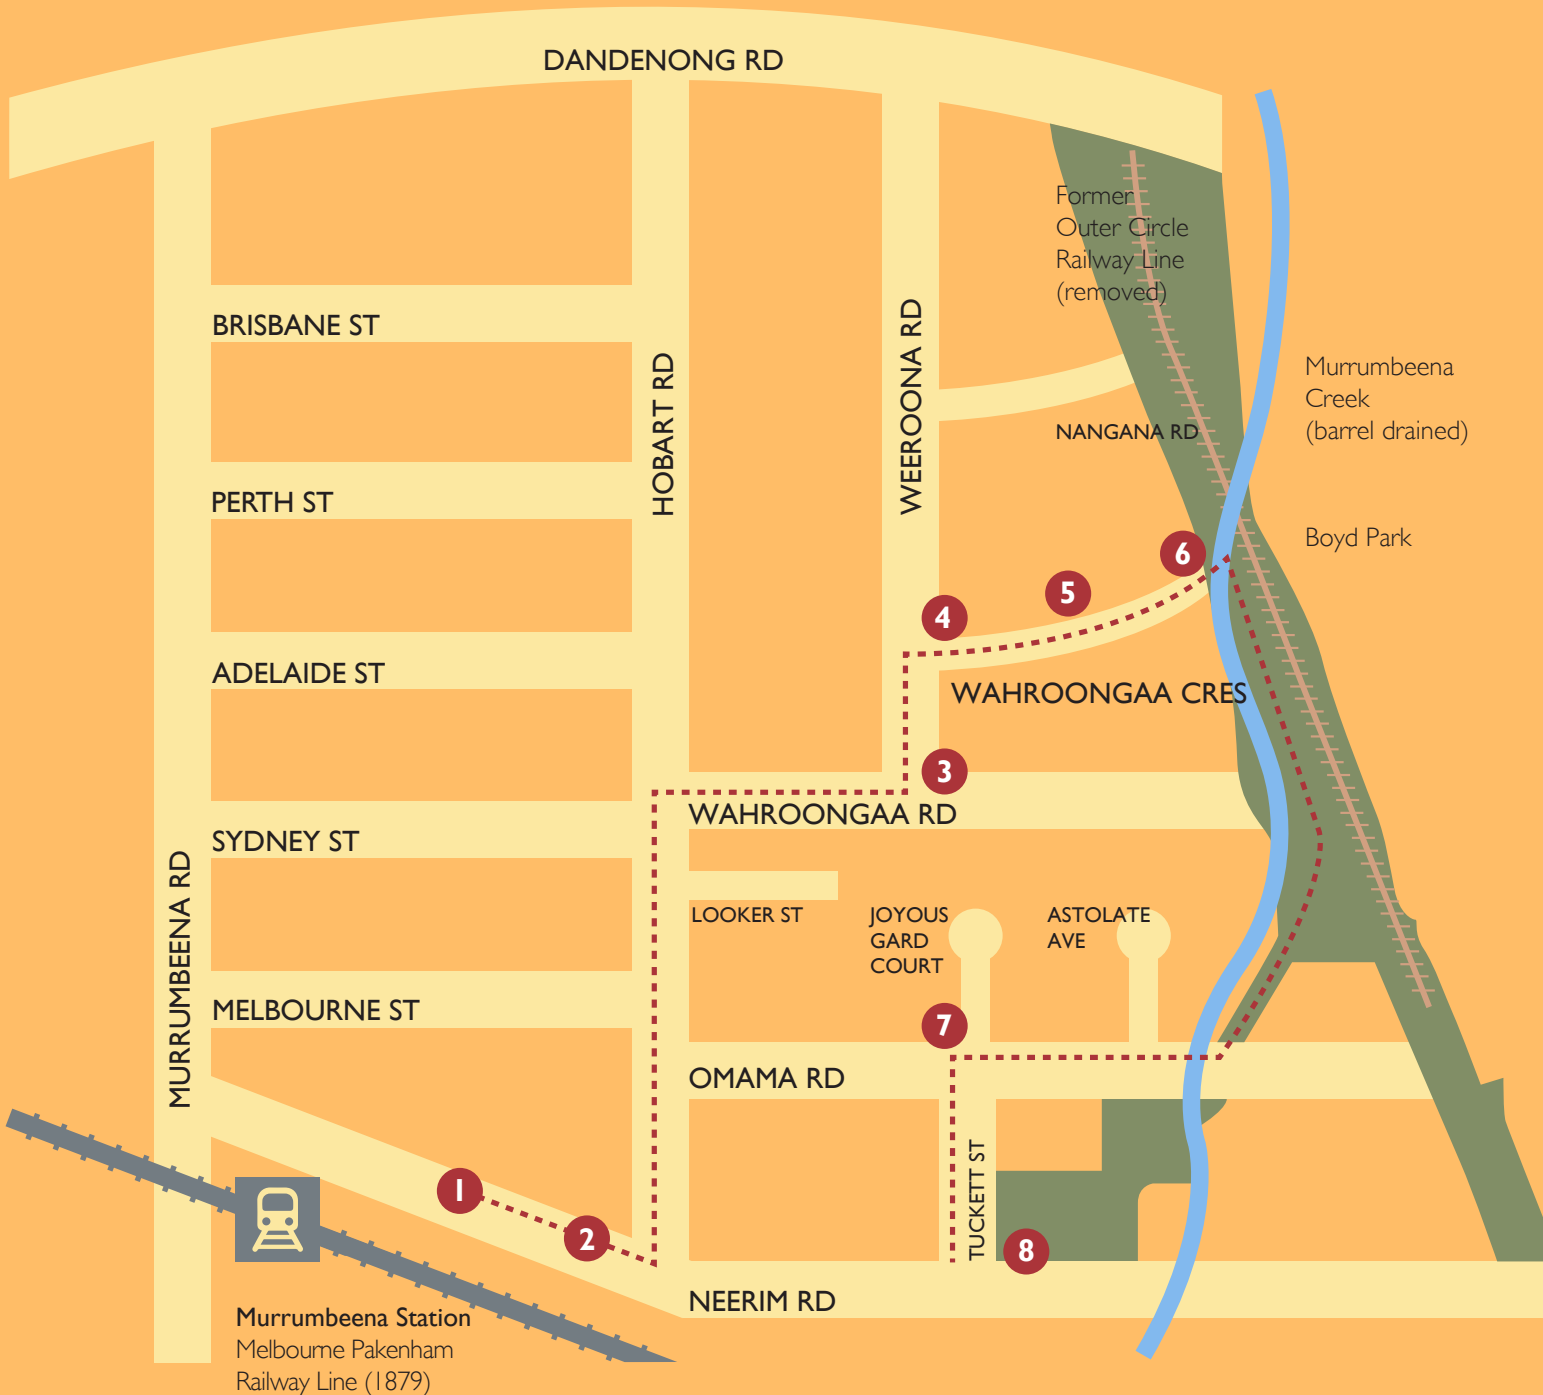 DANDENONG RD
Former
Outer Circle
Railway Line
(removed)
BRISBANE ST
HOBART RD
WEEROONA RD
Murrumbeena
Creek
(barrel drained)
NANGANA RD
PERTH ST
Boyd Park
6
5
4
ADELAIDE ST
WAHROONGAA CRES
3
WAHROONGAA RD
SYDNEY ST
MURRUMBEENA RD
LOOKER ST
JOYOUS
GARD
COURT
ASTOLATE
AVE
MELBOURNE ST
7
OMAMA RD
TUCKETT ST
1
2
8
NEERIM RD
Murrumbeena Station
Melbourne Pakenham
Railway Line (1879)